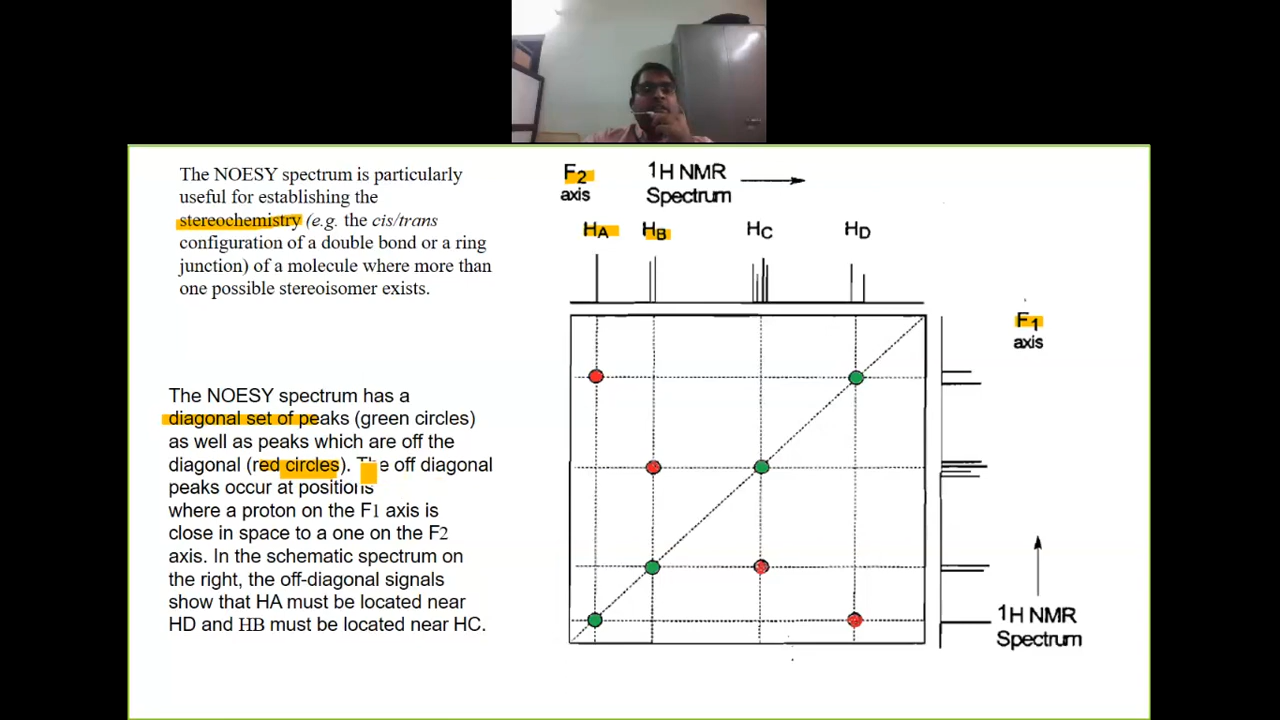 The NOESY spectrum is particularly
useful for establishing the
stereochemistry (e.g. the cis/trans
configuration of a double bond or a ring
junction) of a molecule where more than
one possible stereoisomer exists.
The NOESY spectrum has a
diagonal set of peaks (green circles)
as well as peaks which are off the
diagonal (red circles). The off diagonal
peaks occur at positions
where a proton on the F1 axis is
close in space to a one on the F2
axis. In the schematic spectrum on
the right, the off-diagonal signals
show that HA must be located near
HD and HB must be located near HC.
F2
axis
1H NMR
Spectrum
HA HB HC HD
F1
axis
1H NMR
Spectrum